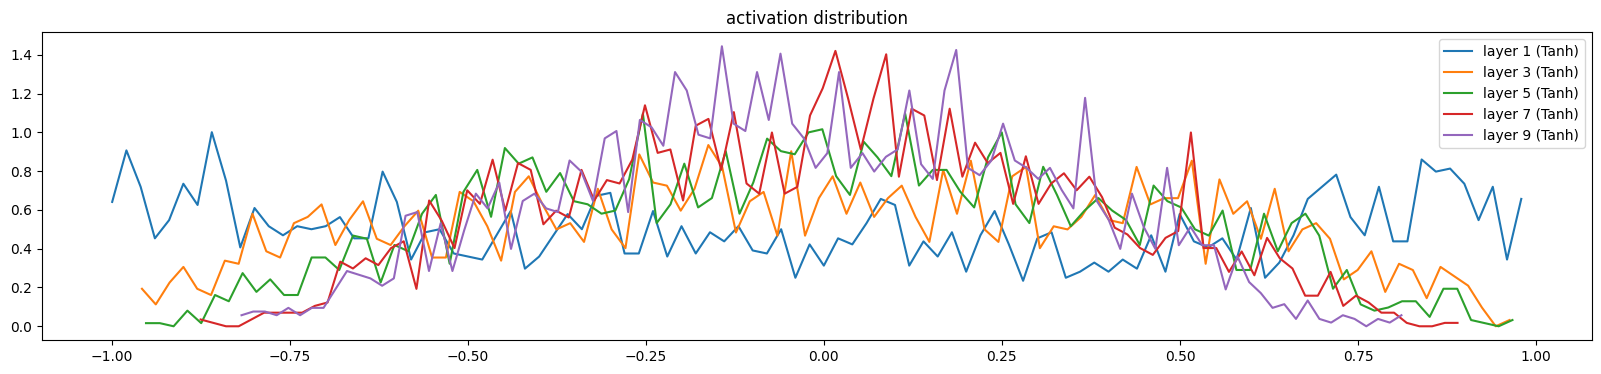 activation distribution
1.4
1.2
1.0
0.8
0.6
0.4
0.2
0.0
layer 1 (Tanh)
layer 3 (Tanh)
layer 5 (Tanh)
layer 7 (Tanh)
layer 9 (Tanh)
−1.00 −0.75 −0.50 −0.25 0.00 0.25 0.50 0.75 1.00